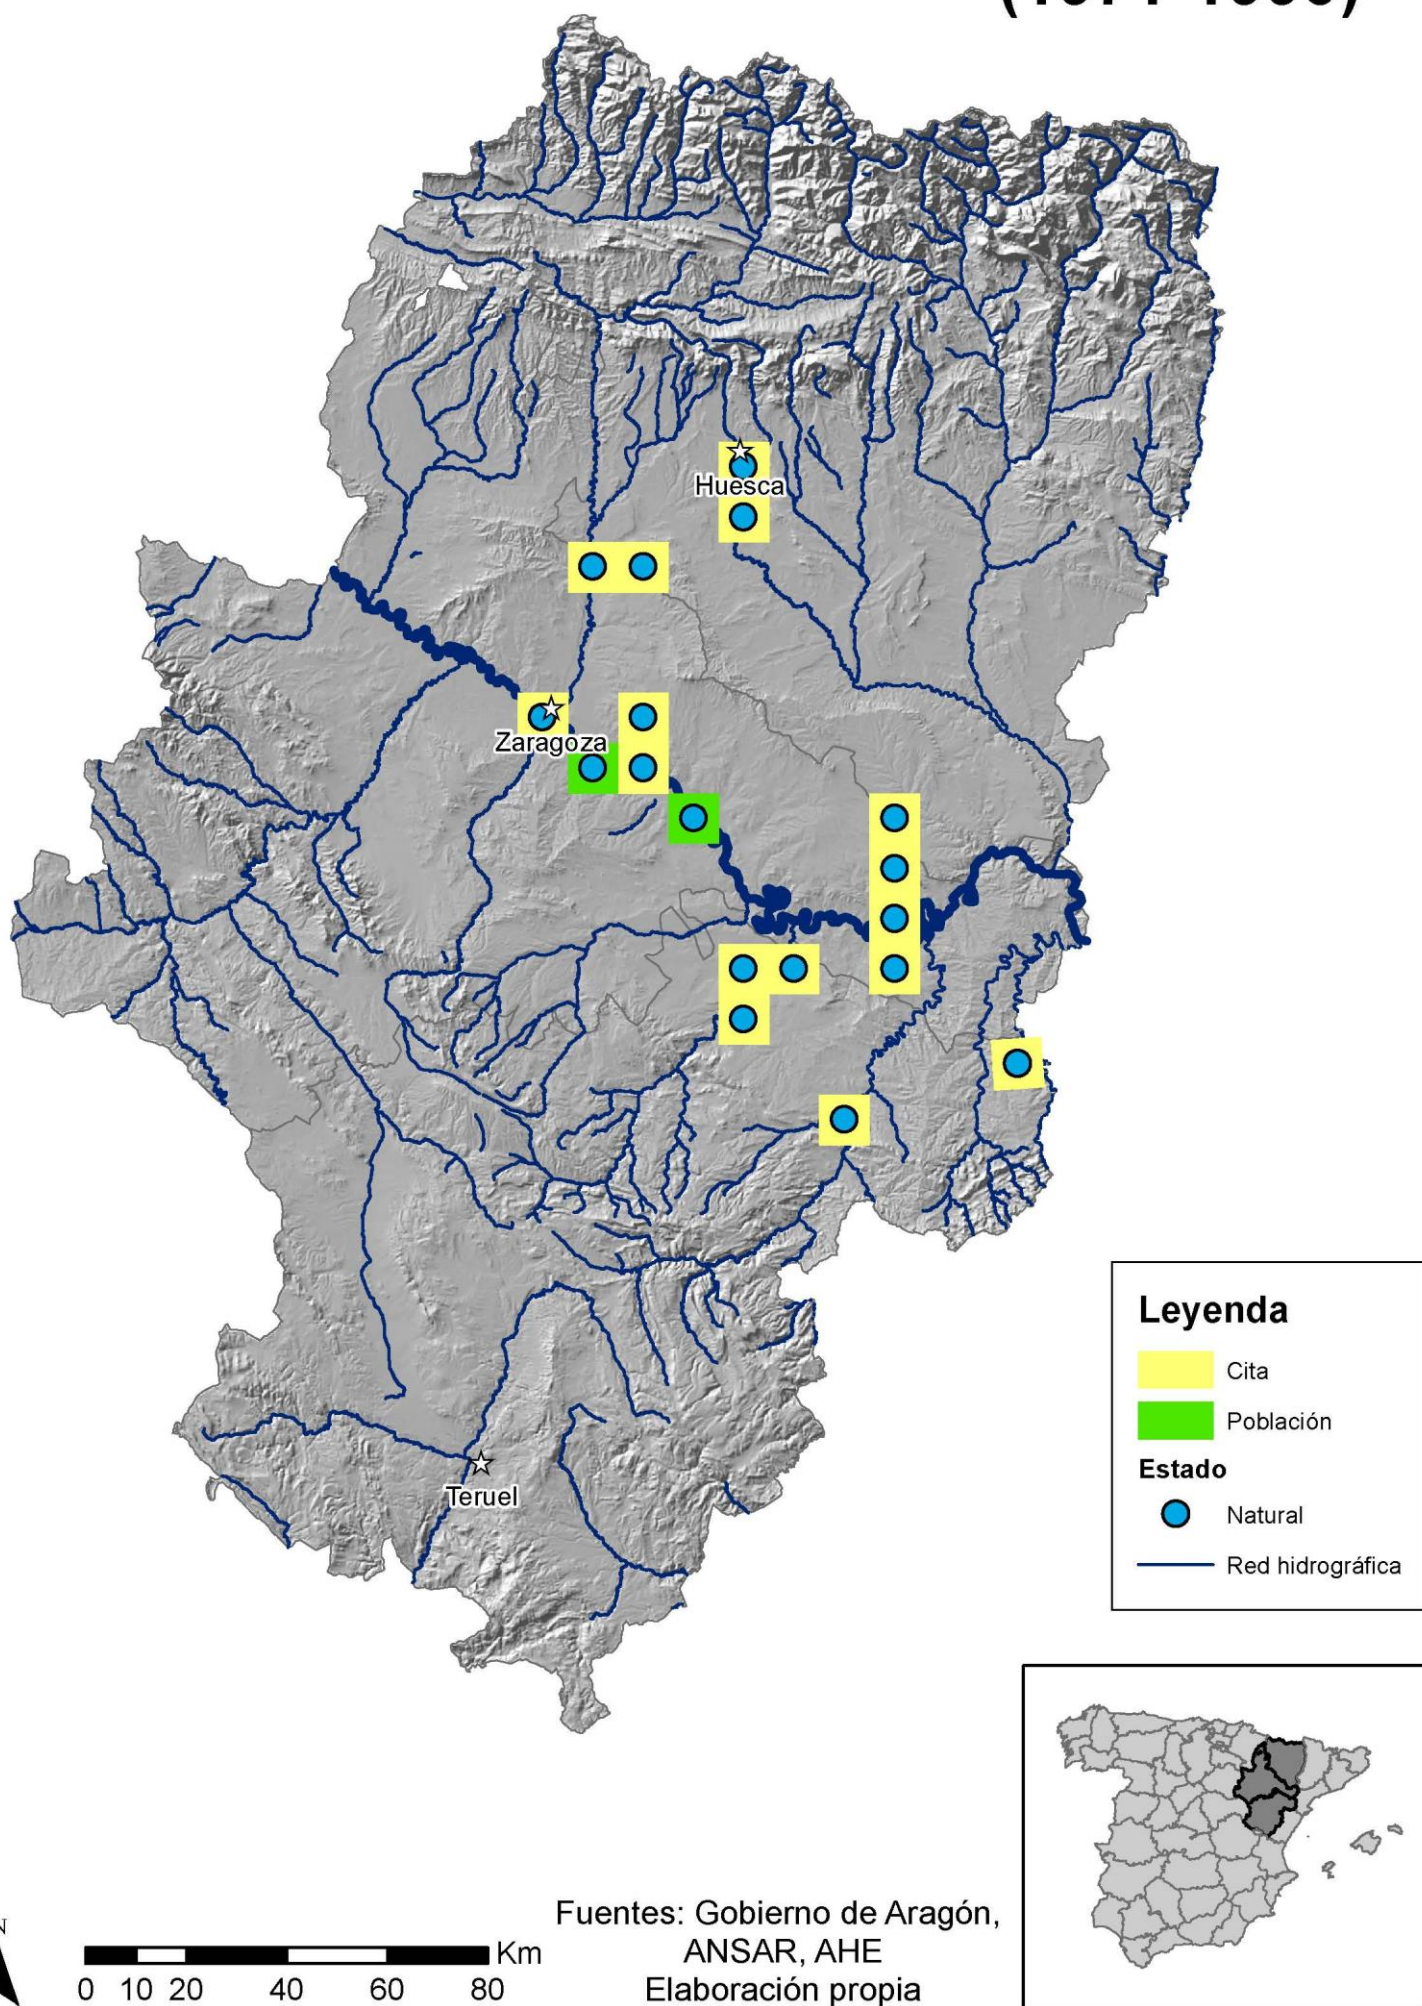 Huesca
Zaragoza
Teruel
Leyenda
Cita
Población
Estado
Natural
Red hidrográfica
Km
0 10 20 40 60 80
Fuentes: Gobierno de Aragón,
ANSAR, AHE
Elaboración propia